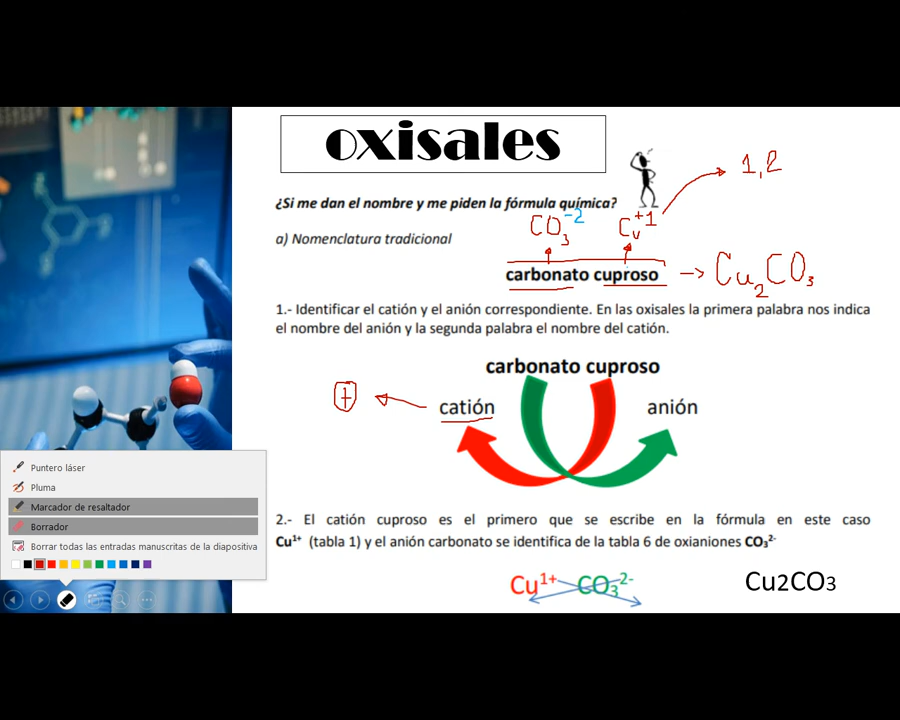 oxisales
1,2
¿Si me dan el nombre y me piden la fórmula química?
CO3-2 Cu+1
a) Nomenclatura tradicional
carbonato cuproso → Cu2CO3
1.- Identificar el catión y el anión correspondiente. En las oxisales la primera palabra nos indica
el nombre del anión y la segunda palabra el nombre del catión.
carbonato cuproso
+
catión anión
2.- El catión cuproso es el primero que se escribe en la fórmula en este caso
Cu¹⁺ (tabla 1) y el anión carbonato se identifica de la tabla 6 de oxianiones CO₃²⁻
Cu¹⁺ CO₃²⁻ Cu2CO3
Puntero láser
Pluma
Marcador de resaltador
Borrador
Borrar todas las entradas manuscritas de la diapositiva